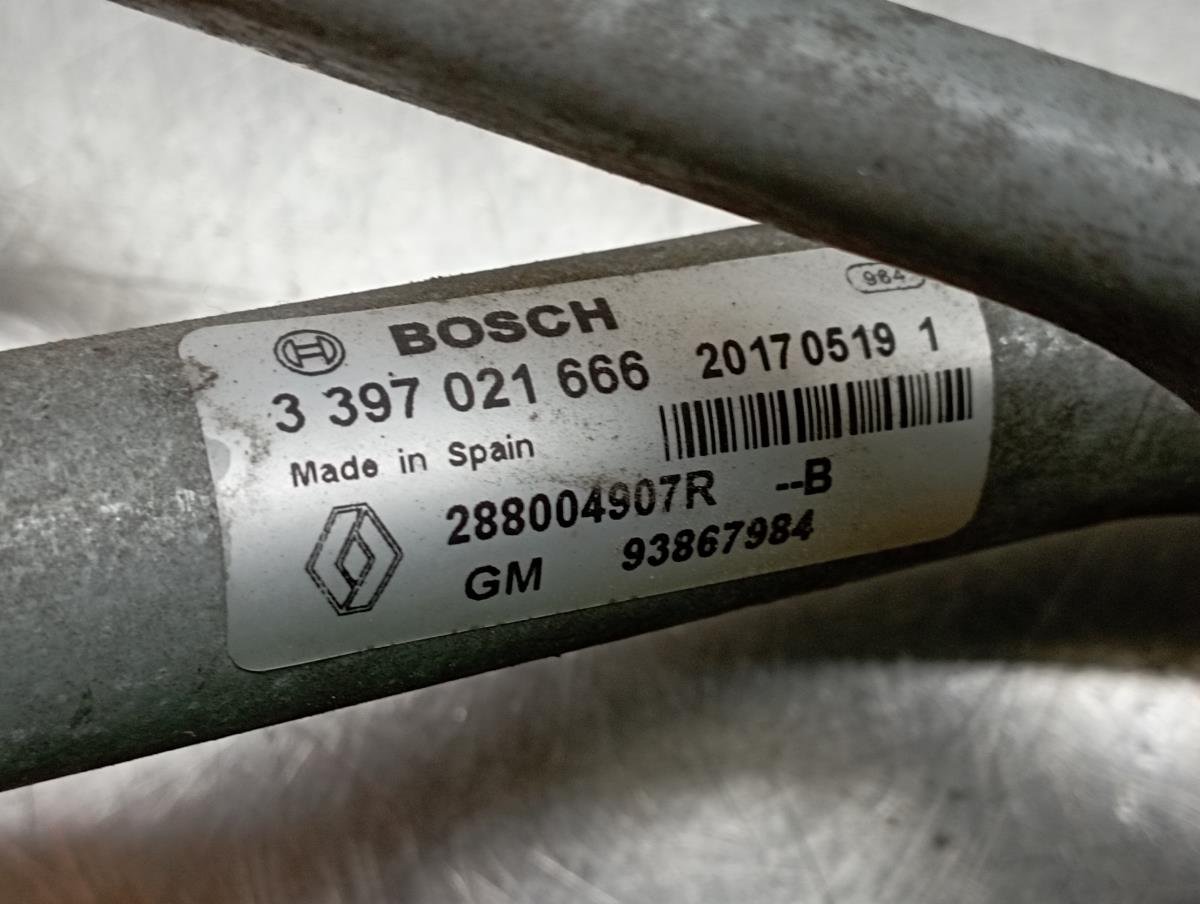 984
BOSCH
3 397 021 666 20170519 1
Made in Spain
288004907R --B
GM 93867984